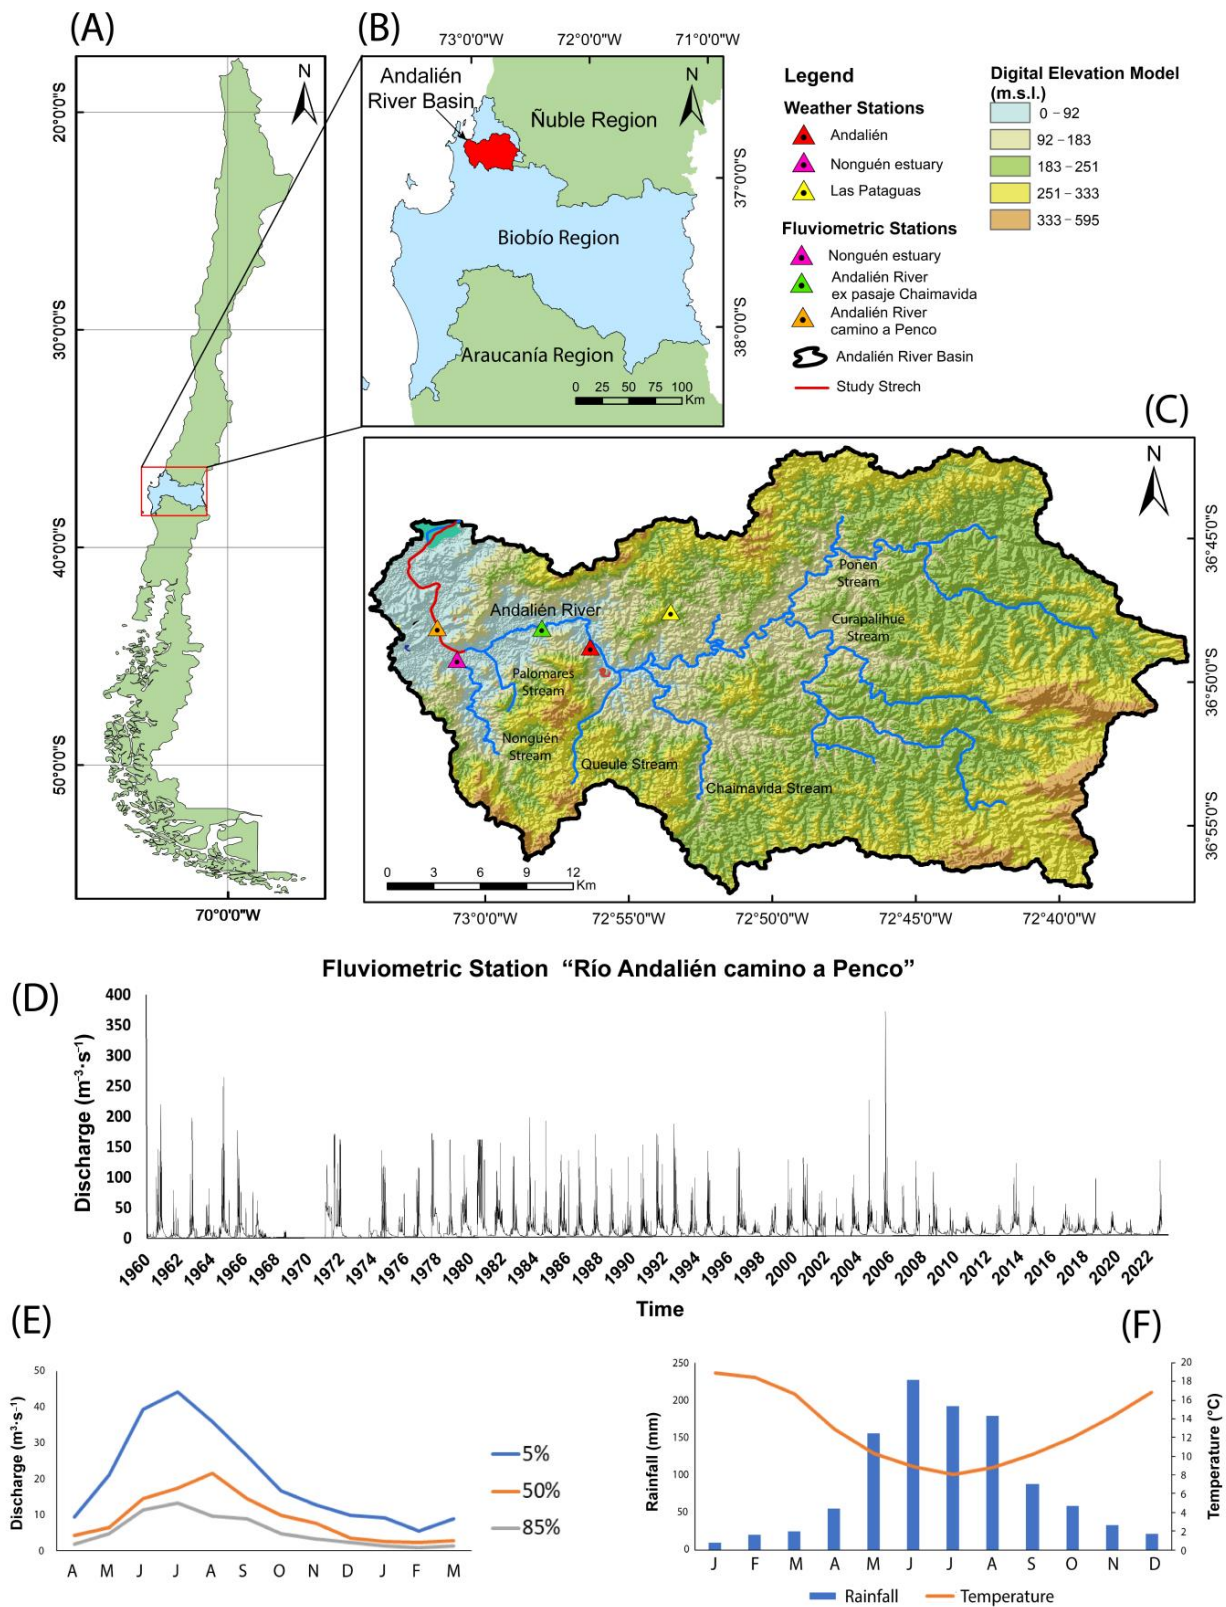 (A)
N
20°0'0"S
30°0'0"S
40°0'0"S
50°0'0"S
70°0'0"W
(B)
73°0'0"W
72°0'0"W
71°0'0"W
Andalién
River Basin
N
Ñuble Region
37°0'0"S
Biobío Region
38°0'0"S
Araucanía Region
0 25 50 75 100
Km
Legend
Weather Stations
Andalién
Nonguén estuary
Las Pataguas
Fluviometric Stations
Nonguén estuary
Andalién River
ex pasaje Chaimavida
Andalién River
camino a Penco
Andalién River Basin
Study Strech
Digital Elevation Model
(m.s.l.)
0 – 92
92 – 183
183 – 251
251 – 333
333 – 595
(C)
N
36°45'0"S
Poñen
Stream
Andalién River
Curapalihue
Stream
Palomares
Stream
36°50'0"S
Nonguén
Stream
Queule Stream
Chaimavida Stream
36°55'0"S
0 3 6 9 12
Km
73°0'0"W
72°55'0"W
72°50'0"W
72°45'0"W
72°40'0"W
Fluviometric Station "Río Andalién camino a Penco"
(D)
Discharge (m⁻³·s⁻¹)
400
350
300
250
200
150
100
50
0
1960 1962 1964 1966 1968 1970 1972 1974 1976 1978 1980 1982 1984 1986 1988 1990 1992 1994 1996 1998 2000 2002 2004 2006 2008 2010 2012 2014 2016 2018 2020 2022
Time
(E)
Discharge (m³·s⁻¹)
50
40
30
20
10
0
A M J J A S O N D J F M
5%
50%
85%
(F)
Rainfall (mm)
250
200
150
100
50
0
Temperature (°C)
20
18
16
14
12
10
8
6
4
2
0
J F M A M J J A S O N D
Rainfall
Temperature